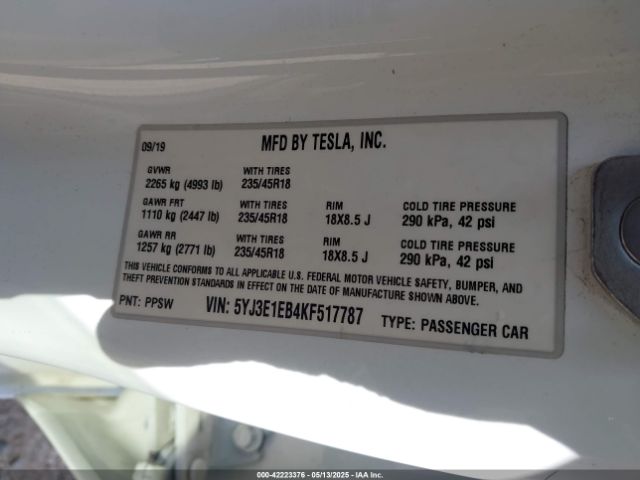 09/19 MFD BY TESLA, INC.
GVWR WITH TIRES
2265 kg (4993 lb) 235/45R18
GAWR FRT WITH TIRES RIM COLD TIRE PRESSURE
1110 kg (2447 lb) 235/45R18 18X8.5 J 290 kPa, 42 psi
GAWR RR WITH TIRES RIM COLD TIRE PRESSURE
1257 kg (2771 lb) 235/45R18 18X8.5 J 290 kPa, 42 psi
THIS VEHICLE CONFORMS TO ALL APPLICABLE U.S. FEDERAL MOTOR VEHICLE SAFETY, BUMPER, AND
THEFT PREVENTION STANDARDS IN EFFECT ON THE DATE OF MANUFACTURE SHOWN ABOVE.
PNT: PPSW VIN: 5YJ3E1EB4KF517787 TYPE: PASSENGER CAR
000-42223376 - 05/13/2025 - IAA Inc.